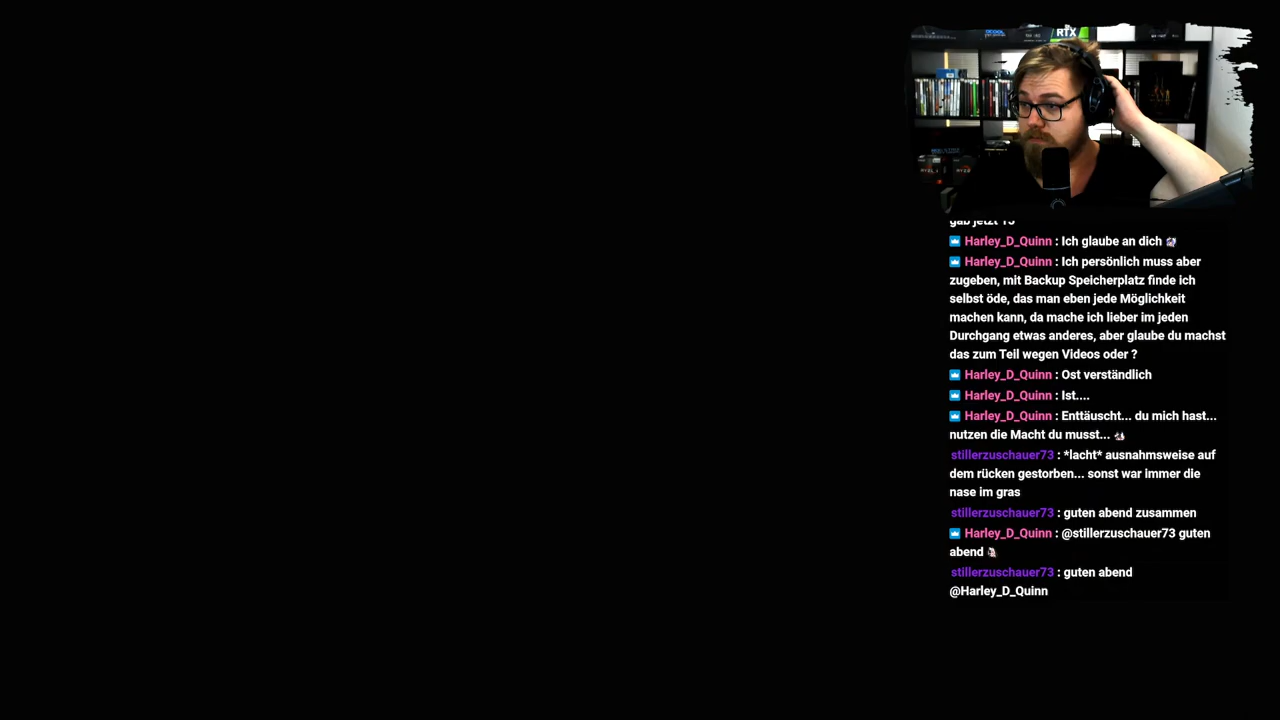 RTX
gab jetzt 15
Harley_D_Quinn : Ich glaube an dich
Harley_D_Quinn : Ich persönlich muss aber
zugeben, mit Backup Speicherplatz finde ich
selbst öde, das man eben jede Möglichkeit
machen kann, da mache ich lieber im jeden
Durchgang etwas anderes, aber glaube du machst
das zum Teil wegen Videos oder ?
Harley_D_Quinn : Ost verständlich
Harley_D_Quinn : Ist....
Harley_D_Quinn : Enttäuscht... du mich hast...
nutzen die Macht du musst...
stillerzuschauer73 : *lacht* ausnahmsweise auf
dem rücken gestorben... sonst war immer die
nase im gras
stillerzuschauer73 : guten abend zusammen
Harley_D_Quinn : @stillerzuschauer73 guten
abend
stillerzuschauer73 : guten abend
@Harley_D_Quinn